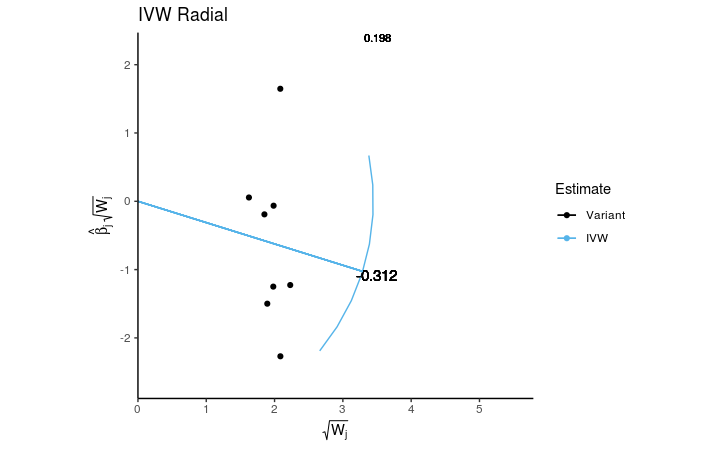 IVW Radial
0.198
2
1
0
-1
-2
β̂j√Wj
-0.312
0 1 2 3 4 5
√Wj
Estimate
Variant
IVW